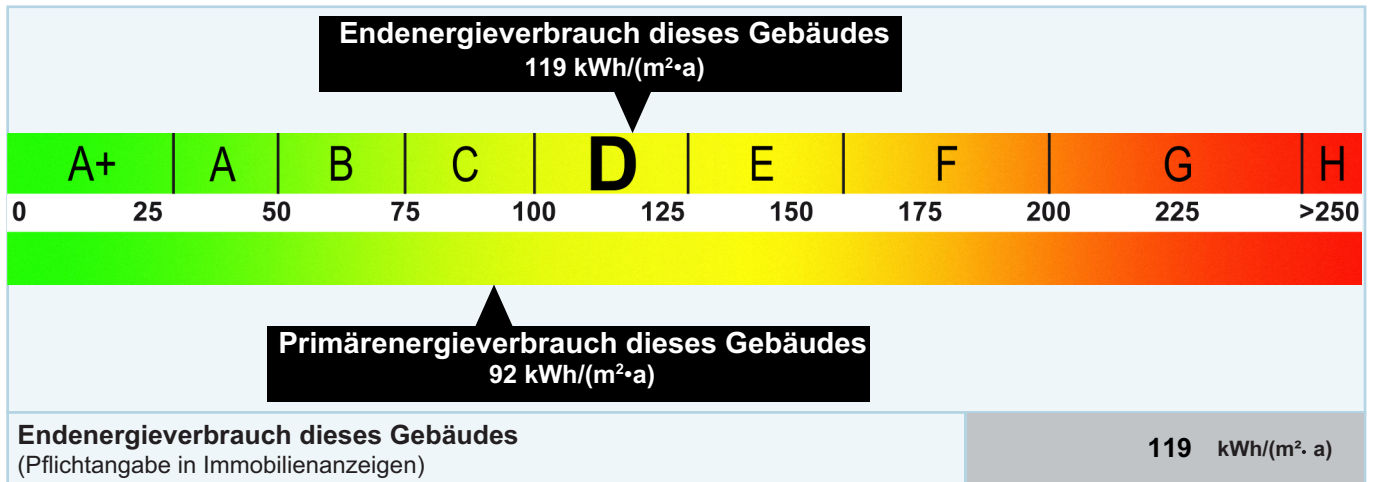 Endenergieverbrauch dieses Gebäudes
119 kWh/(m²•a)
A+ A B C D E F G H
0 25 50 75 100 125 150 175 200 225 >250
Primärenergieverbrauch dieses Gebäudes
92 kWh/(m²•a)
Endenergieverbrauch dieses Gebäudes
(Pflichtangabe in Immobilienanzeigen)
119 kWh/(m²· a)